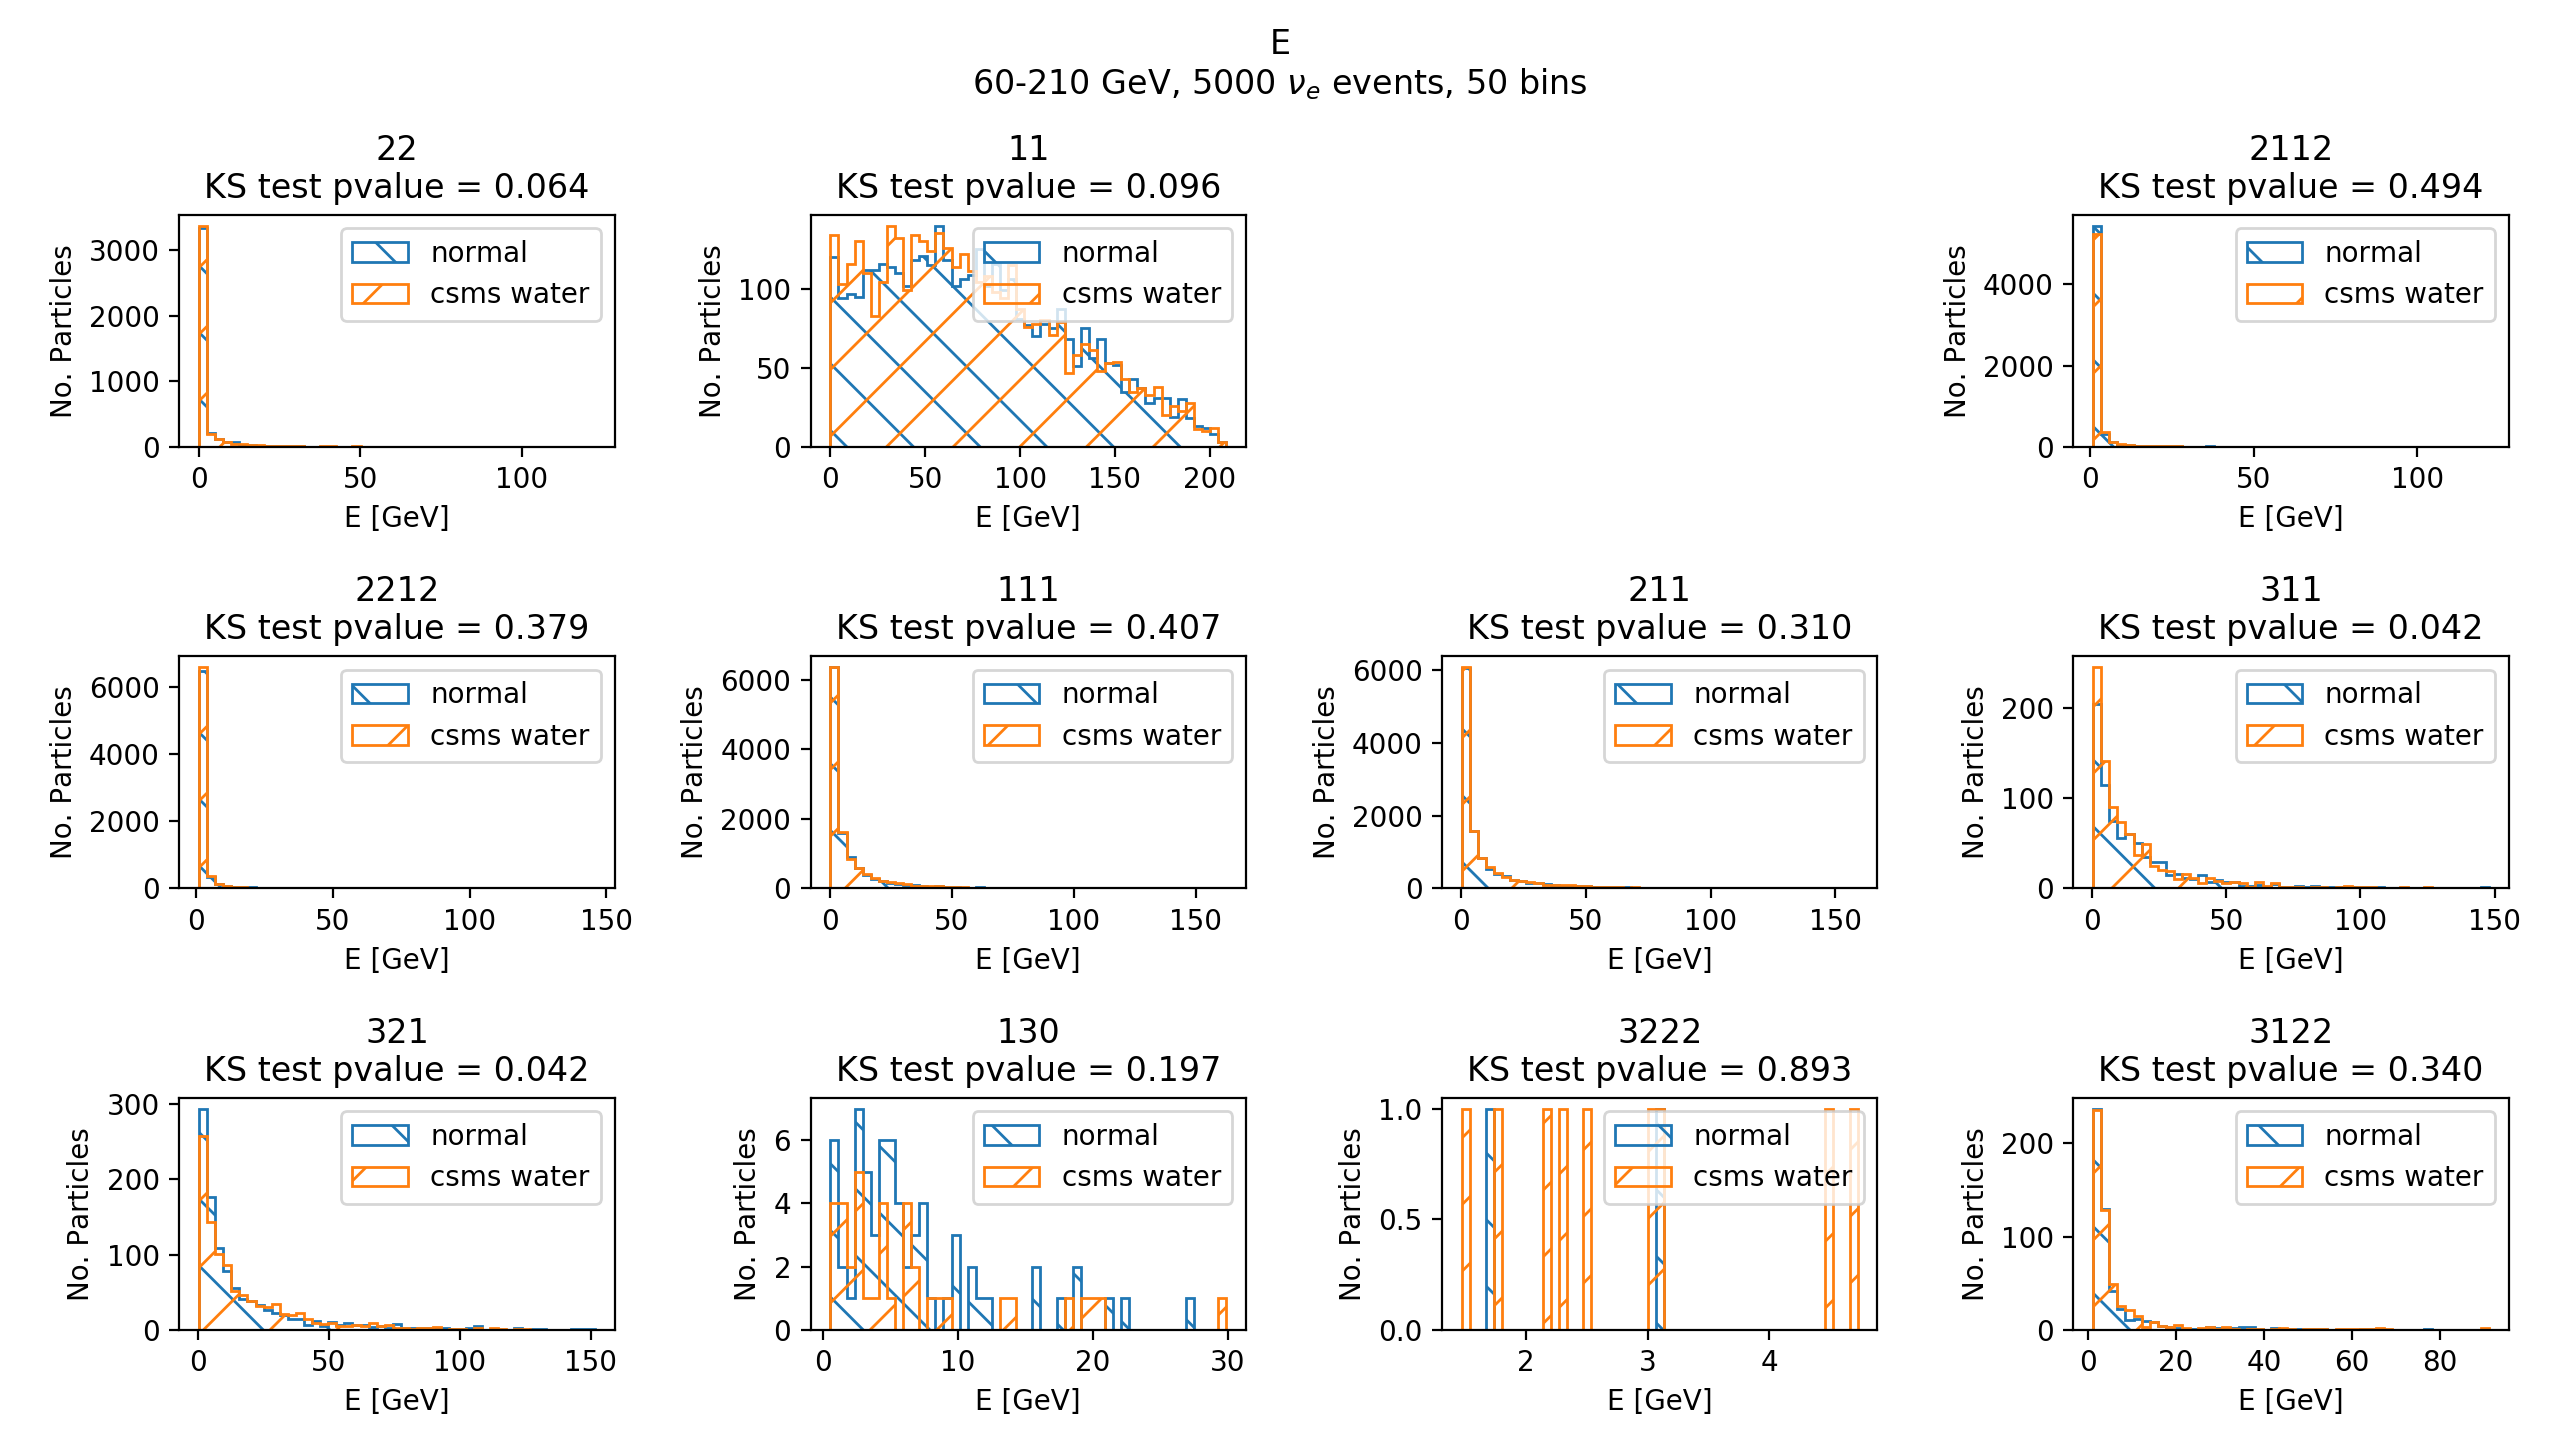 E
60-210 GeV, 5000 νe events, 50 bins
22
KS test pvalue = 0.064
No. Particles
3000
2000
1000
0
normal
csms water
0 50 100
E [GeV]
11
KS test pvalue = 0.096
No. Particles
100
50
0
normal
csms water
0 50 100 150 200
E [GeV]
2112
KS test pvalue = 0.494
No. Particles
4000
2000
0
normal
csms water
0 50 100
E [GeV]
2212
KS test pvalue = 0.379
No. Particles
6000
4000
2000
0
normal
csms water
0 50 100 150
E [GeV]
111
KS test pvalue = 0.407
No. Particles
6000
4000
2000
0
normal
csms water
0 50 100 150
E [GeV]
211
KS test pvalue = 0.310
No. Particles
6000
4000
2000
0
normal
csms water
0 50 100 150
E [GeV]
311
KS test pvalue = 0.042
No. Particles
200
100
0
normal
csms water
0 50 100 150
E [GeV]
321
KS test pvalue = 0.042
No. Particles
300
200
100
0
normal
csms water
0 50 100 150
E [GeV]
130
KS test pvalue = 0.197
No. Particles
6
4
2
0
normal
csms water
0 10 20 30
E [GeV]
3222
KS test pvalue = 0.893
No. Particles
1.0
0.5
0.0
normal
csms water
2 3 4
E [GeV]
3122
KS test pvalue = 0.340
No. Particles
200
100
0
normal
csms water
0 20 40 60 80
E [GeV]